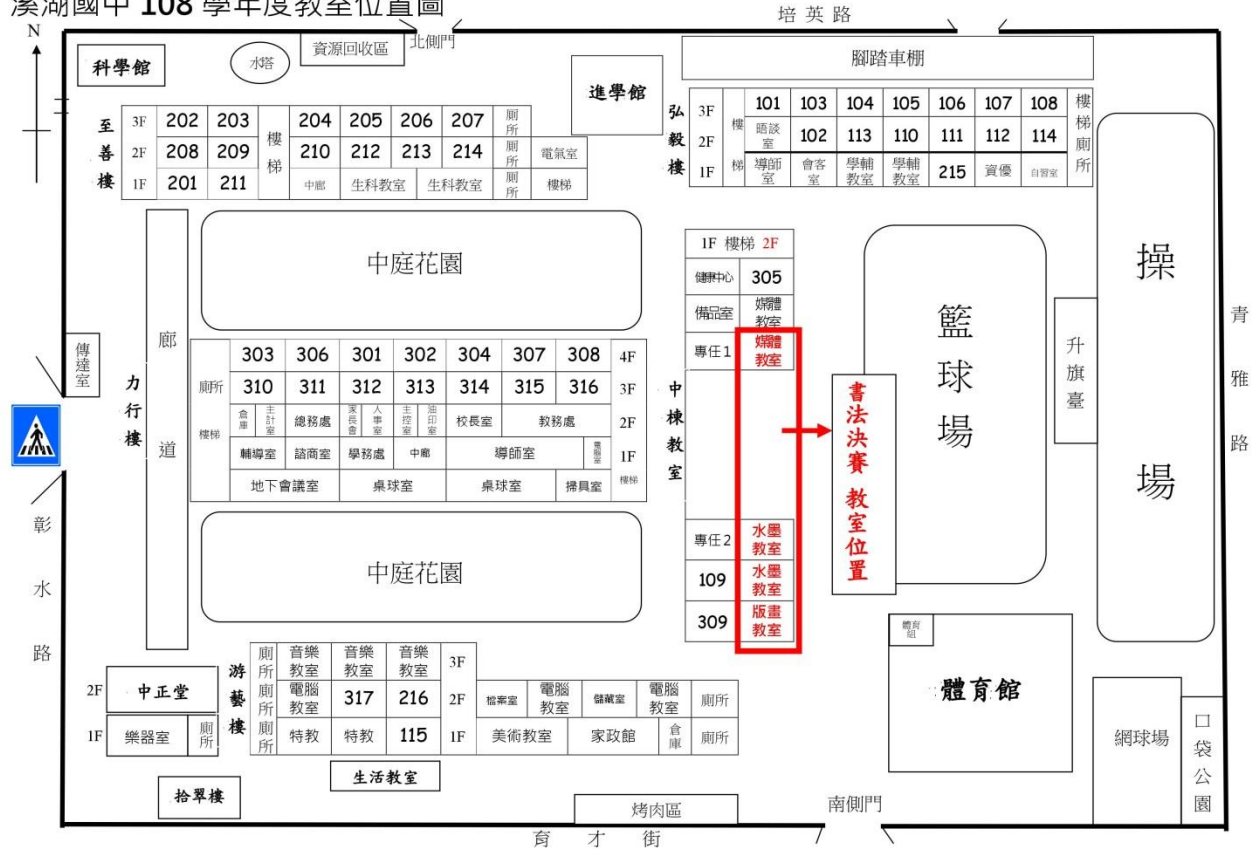 溪湖國中 108 學年度教室位置圖
培英路
N
北側門
科學館
水塔
資源回收區
進學館
腳踏車棚
至善樓
3F 202 203 樓梯 204 205 206 207 廁所
2F 208 209 210 212 213 214 廁所 電氣室
1F 201 211 中廊 生科教室 生科教室 廁所 樓梯
弘毅樓
3F 樓梯 101 103 104 105 106 107 108 樓梯廁所
2F 晤談室 102 113 110 111 112 114
1F 導師室 會客室 學輔教室 學輔教室 215 資優 自習室
中庭花園
1F 樓梯 2F
健康中心 305
備品室 媒體教室
專任1 媒體教室
中棟教室
專任2 水墨教室
109 水墨教室
309 版畫教室
書法決賽 教室位置
籃球場
升旗臺
操場
青雅路
傳達室
力行樓
廊道
303 306 301 302 304 307 308 4F
廁所 310 311 312 313 314 315 316 3F
樓梯 倉庫 主計室 總務處 家長會 人事室 主控室 油印室 校長室 教務處 2F
輔導室 諮商室 學務處 中廊 導師室 電腦室 1F
地下會議室 桌球室 桌球室 掃具室 樓梯
中庭花園
彰水路
體育組
體育館
網球場
口袋公園
2F 中正堂
1F 樂器室 廁所
游藝樓
廁所 音樂教室 音樂教室 音樂教室 3F
廁所 電腦教室 317 216 2F 檔案室 電腦教室 儲藏室 電腦教室 廁所
廁所 特教 特教 115 1F 美術教室 家政館 倉庫 廁所
生活教室
拾翠樓
烤肉區
南側門
育才街